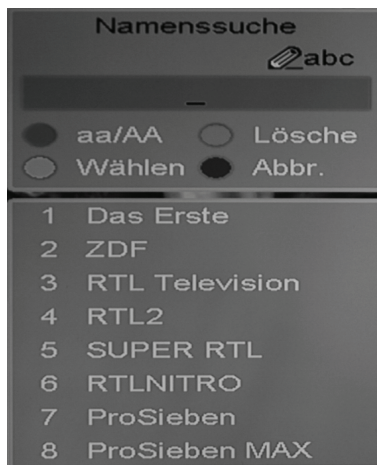 Namenssuche
abc
_
aa/AA Lösche
Wählen Abbr.
1 Das Erste
2 ZDF
3 RTL Television
4 RTL2
5 SUPER RTL
6 RTLNITRO
7 ProSieben
8 ProSieben MAX